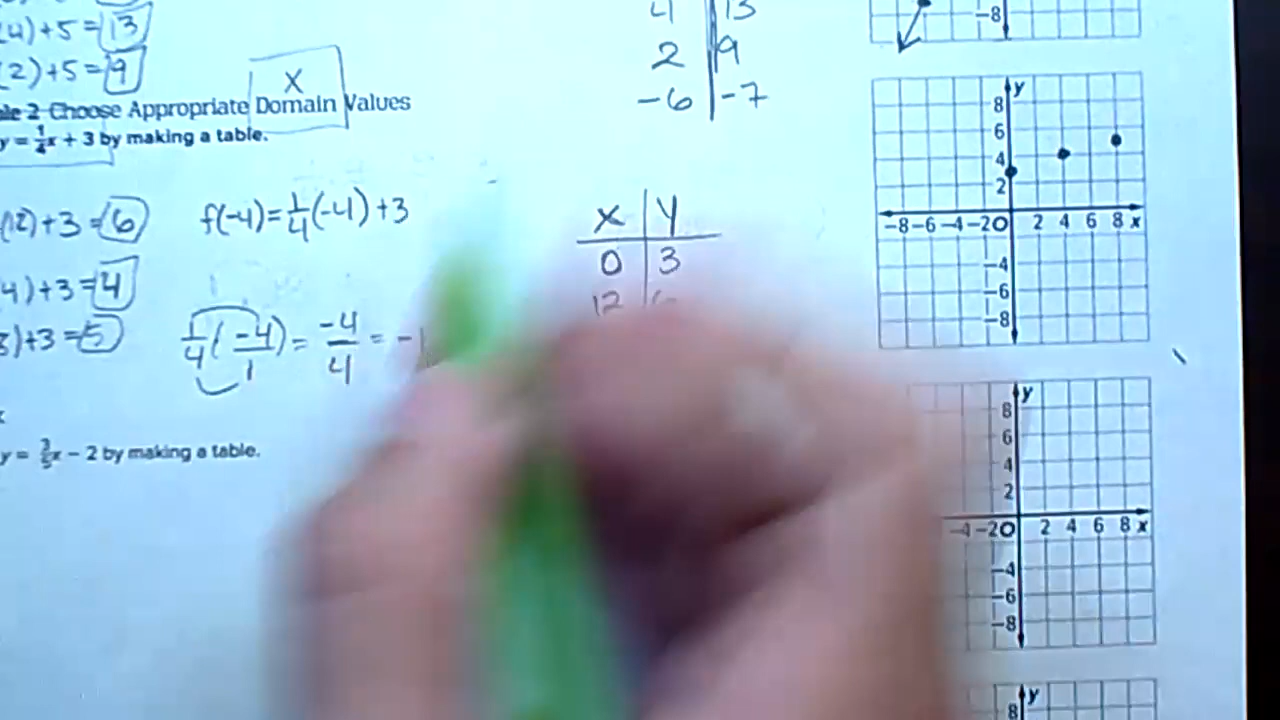 4)+5=13
2)+5=9
x
4 | 13
2 | 9
-6 | -7
2 Choose Appropriate Domain Values
y = 1/4x + 3 by making a table.
(12)+3=6
f(-4)=1/4(-4)+3
4)+3=4
)+3=5
1/4(-4/1)= -4/4 = -1
x | y
0 | 3
12
y = 2/5x − 2 by making a table.
-8
y
8
6
4
2
-8 -6 -4 -2 O 2 4 6 8 x
-4
-6
-8
y
8
6
4
2
-4 -2 O 2 4 6 8 x
-4
-6
-8
y
8